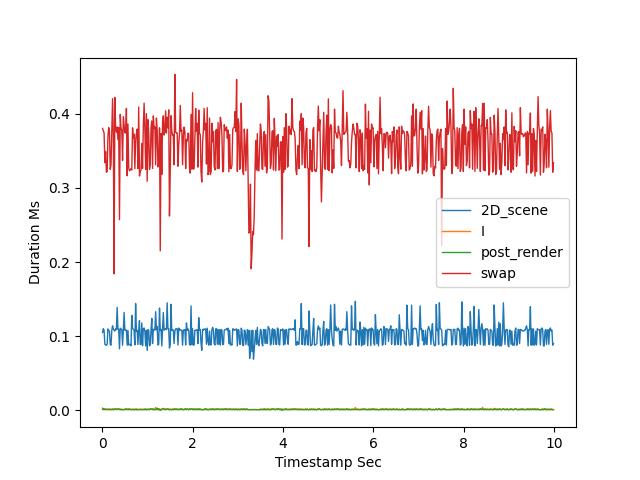 0.4
0.3
0.2
0.1
0.0
Duration Ms
2D_scene
I
post_render
swap
0 2 4 6 8 10
Timestamp Sec